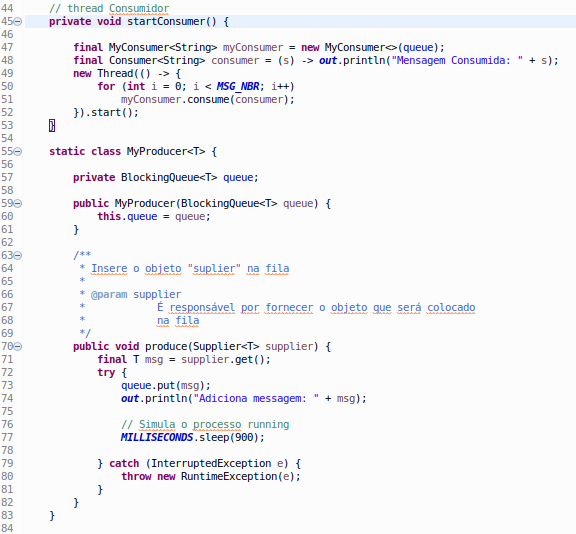 44     // thread Consumidor
45     private void startConsumer() {
46
47         final MyConsumer<String> myConsumer = new MyConsumer<>(queue);
48         final Consumer<String> consumer = (s) -> out.println("Mensagem Consumida: " + s);
49         new Thread(() -> {
50             for (int i = 0; i < MSG_NBR; i++)
51                 myConsumer.consume(consumer);
52         }).start();
53     }
54
55     static class MyProducer<T> {
56
57         private BlockingQueue<T> queue;
58
59         public MyProducer(BlockingQueue<T> queue) {
60             this.queue = queue;
61         }
62
63         /**
64          * Insere o objeto "suplier" na fila
65          *
66          * @param supplier
67          *            É responsável por fornecer o objeto que será colocado
68          *            na fila
69          */
70         public void produce(Supplier<T> supplier) {
71             final T msg = supplier.get();
72             try {
73                 queue.put(msg);
74                 out.println("Adiciona messagem: " + msg);
75
76                 // Simula o processo running
77                 MILLISECONDS.sleep(900);
78
79             } catch (InterruptedException e) {
80                 throw new RuntimeException(e);
81             }
82         }
83     }
84